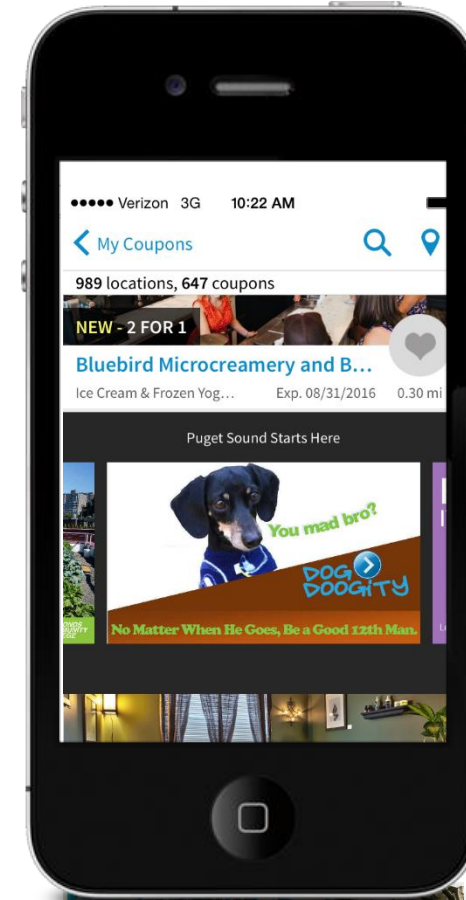 Verizon 3G 10:22 AM
My Coupons
989 locations, 647 coupons
NEW - 2 FOR 1
Bluebird Microcreamery and B...
Ice Cream & Frozen Yog... Exp. 08/31/2016 0.30 mi
Puget Sound Starts Here
You mad bro?
DOG
DOOGITY
No Matter When He Goes, Be a Good 12th Man.